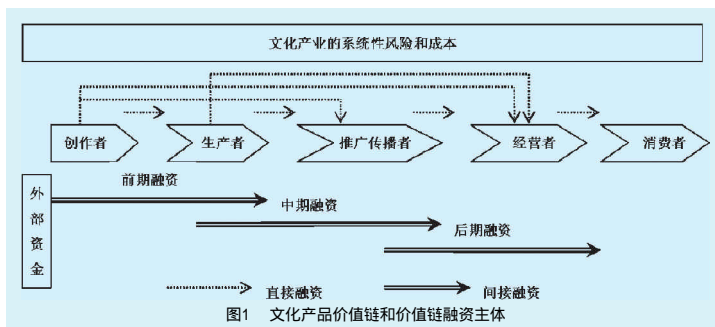 文化产业的系统性风险和成本
创作者 生产者 推广传播者 经营者 消费者
外部资金
前期融资
中期融资
后期融资
直接融资 间接融资
图1 文化产品价值链和价值链融资主体